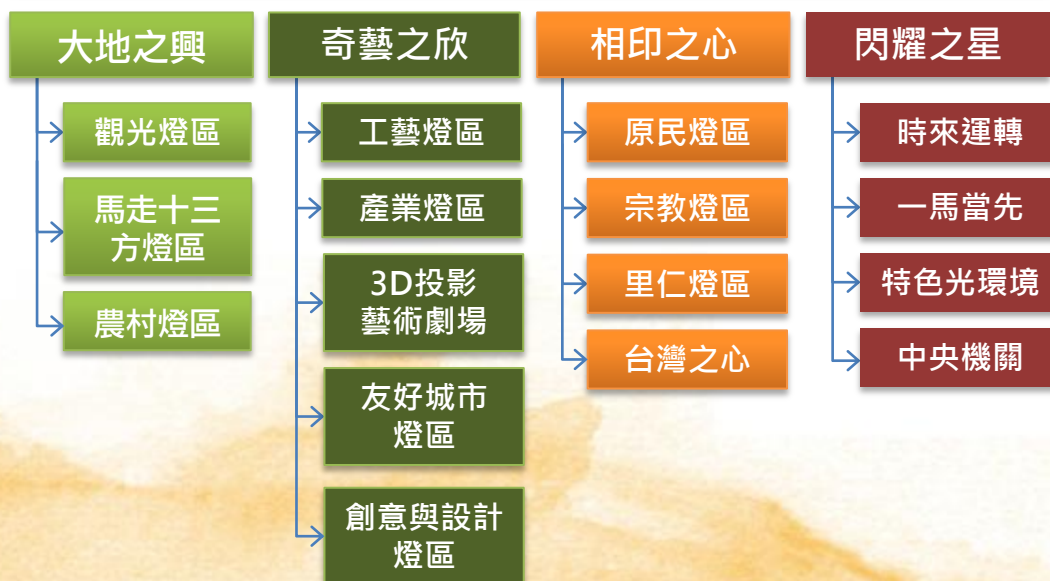 大地之興
觀光燈區
馬走十三
方燈區
農村燈區
奇藝之欣
工藝燈區
產業燈區
3D投影
藝術劇場
友好城市
燈區
創意與設計
燈區
相印之心
原民燈區
宗教燈區
里仁燈區
台灣之心
閃耀之星
時來運轉
一馬當先
特色光環境
中央機關